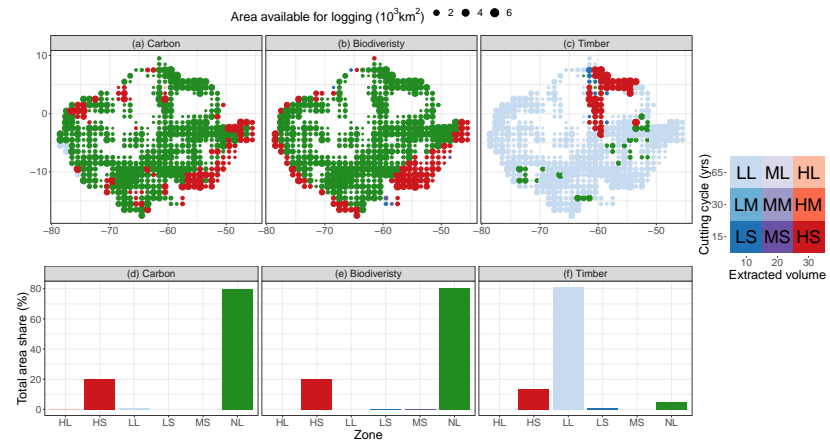 Area available for logging (10³km²) 2 4 6
(a) Carbon (b) Biodiveristy (c) Timber
10
0
−10
−80 −70 −60 −50 −80 −70 −60 −50 −80 −70 −60 −50
Cutting cycle (yrs)
65 LL ML HL
30 LM MM HM
15 LS MS HS
10 20 30
Extracted volume
(d) Carbon (e) Biodiveristy (f) Timber
Total area share (%)
80
60
40
20
0
HL HS LL LS MS NL HL HS LL LS MS NL HL HS LL LS MS NL
Zone